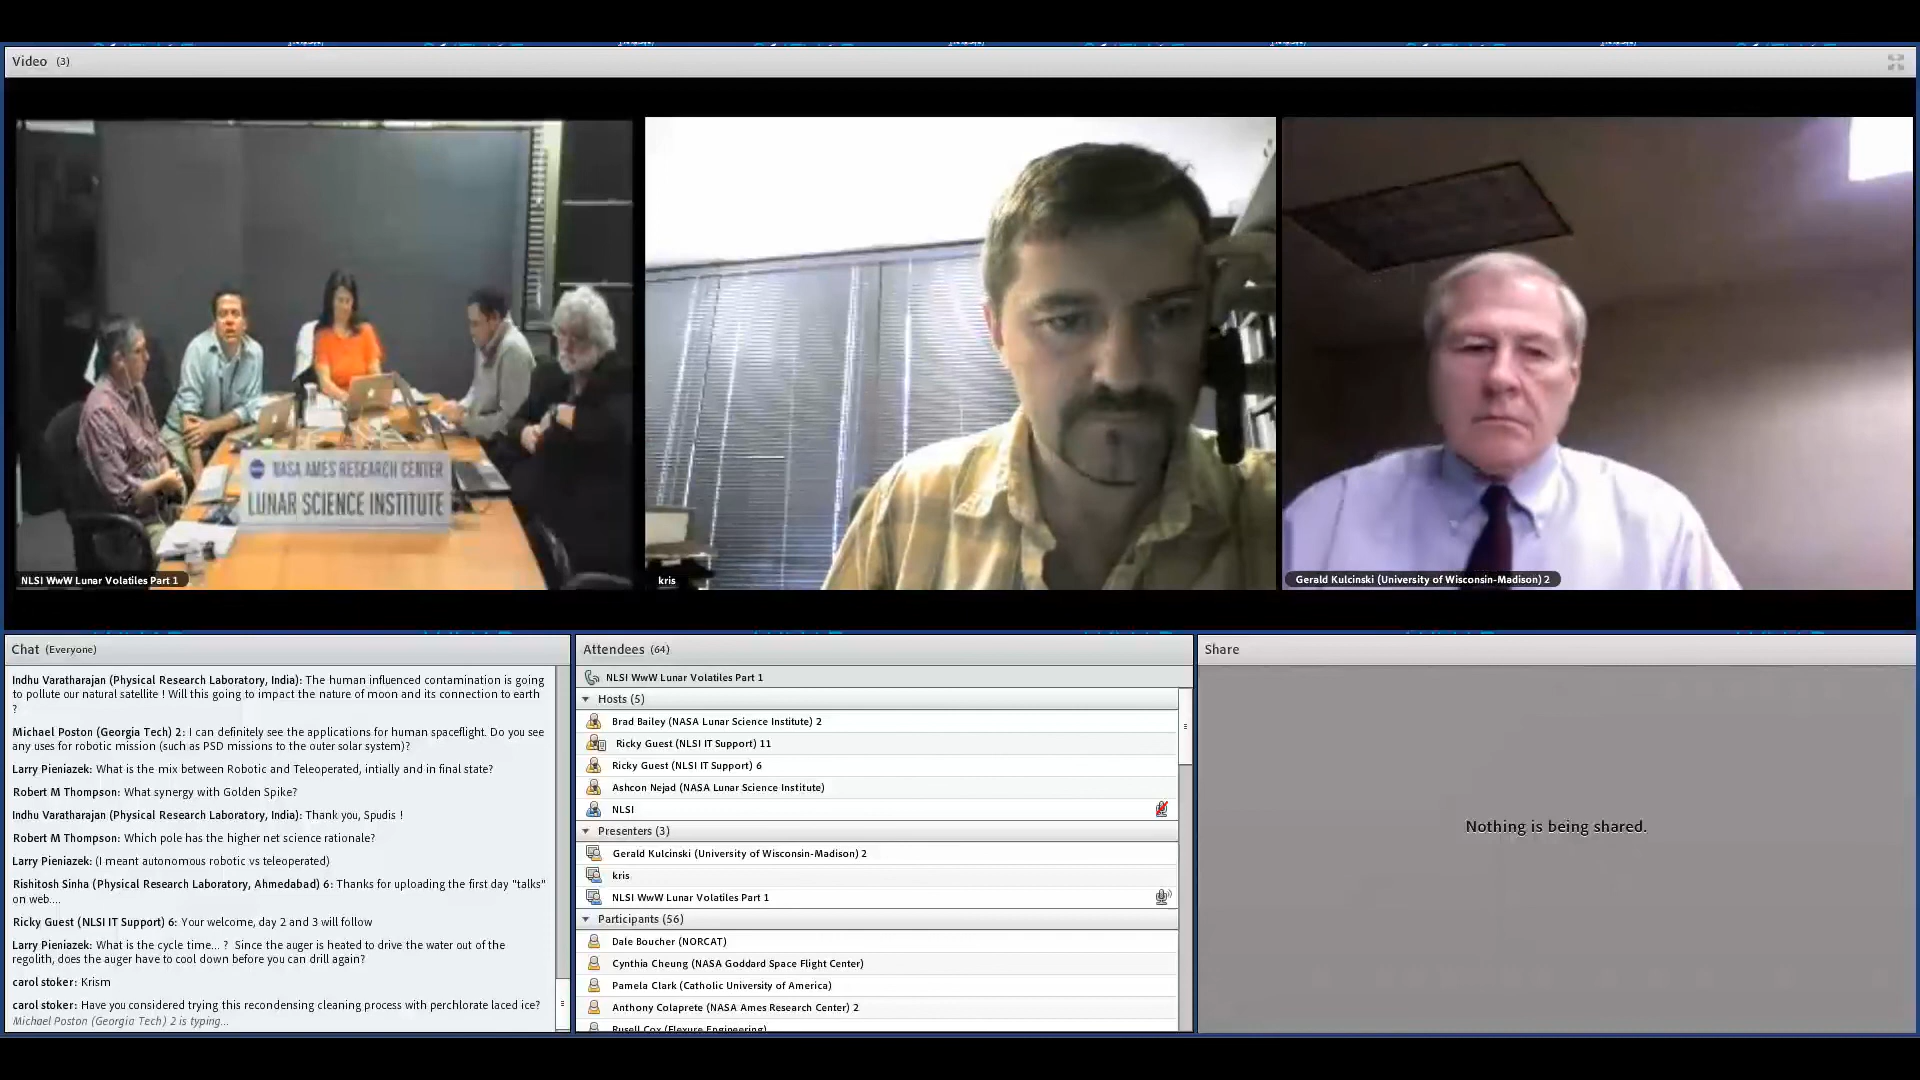 Video (3)
NASA AMES RESEARCH CENTER
LUNAR SCIENCE INSTITUTE
NLSI WwW Lunar Volatiles Part 1
kris
Gerald Kulcinski (University of Wisconsin-Madison) 2
Chat (Everyone)
Indhu Varatharajan (Physical Research Laboratory, India): The human influenced contamination is going
to pollute our natural satellite ! Will this going to impact the nature of moon and its connection to earth
?
Michael Poston (Georgia Tech) 2: I can definitely see the applications for human spaceflight. Do you see
any uses for robotic mission (such as PSD missions to the outer solar system)?
Larry Pieniazek: What is the mix between Robotic and Teleoperated, intially and in final state?
Robert M Thompson: What synergy with Golden Spike?
Indhu Varatharajan (Physical Research Laboratory, India): Thank you, Spudis !
Robert M Thompson: Which pole has the higher net science rationale?
Larry Pieniazek: (I meant autonomous robotic vs teleoperated)
Rishitosh Sinha (Physical Research Laboratory, Ahmedabad) 6: Thanks for uploading the first day "talks"
on web....
Ricky Guest (NLSI IT Support) 6: Your welcome, day 2 and 3 will follow
Larry Pieniazek: What is the cycle time... ? Since the auger is heated to drive the water out of the
regolith, does the auger have to cool down before you can drill again?
carol stoker: Krism
carol stoker: Have you considered trying this recondensing cleaning process with perchlorate laced ice?
Michael Poston (Georgia Tech) 2 is typing...
Attendees (64)
NLSI WwW Lunar Volatiles Part 1
Hosts (5)
Brad Bailey (NASA Lunar Science Institute) 2
Ricky Guest (NLSI IT Support) 11
Ricky Guest (NLSI IT Support) 6
Ashcon Nejad (NASA Lunar Science Institute)
NLSI
Presenters (3)
Gerald Kulcinski (University of Wisconsin-Madison) 2
kris
NLSI WwW Lunar Volatiles Part 1
Participants (56)
Dale Boucher (NORCAT)
Cynthia Cheung (NASA Goddard Space Flight Center)
Pamela Clark (Catholic University of America)
Anthony Colaprete (NASA Ames Research Center) 2
Rusell Cox (Flexure Engineering)
Share
Nothing is being shared.